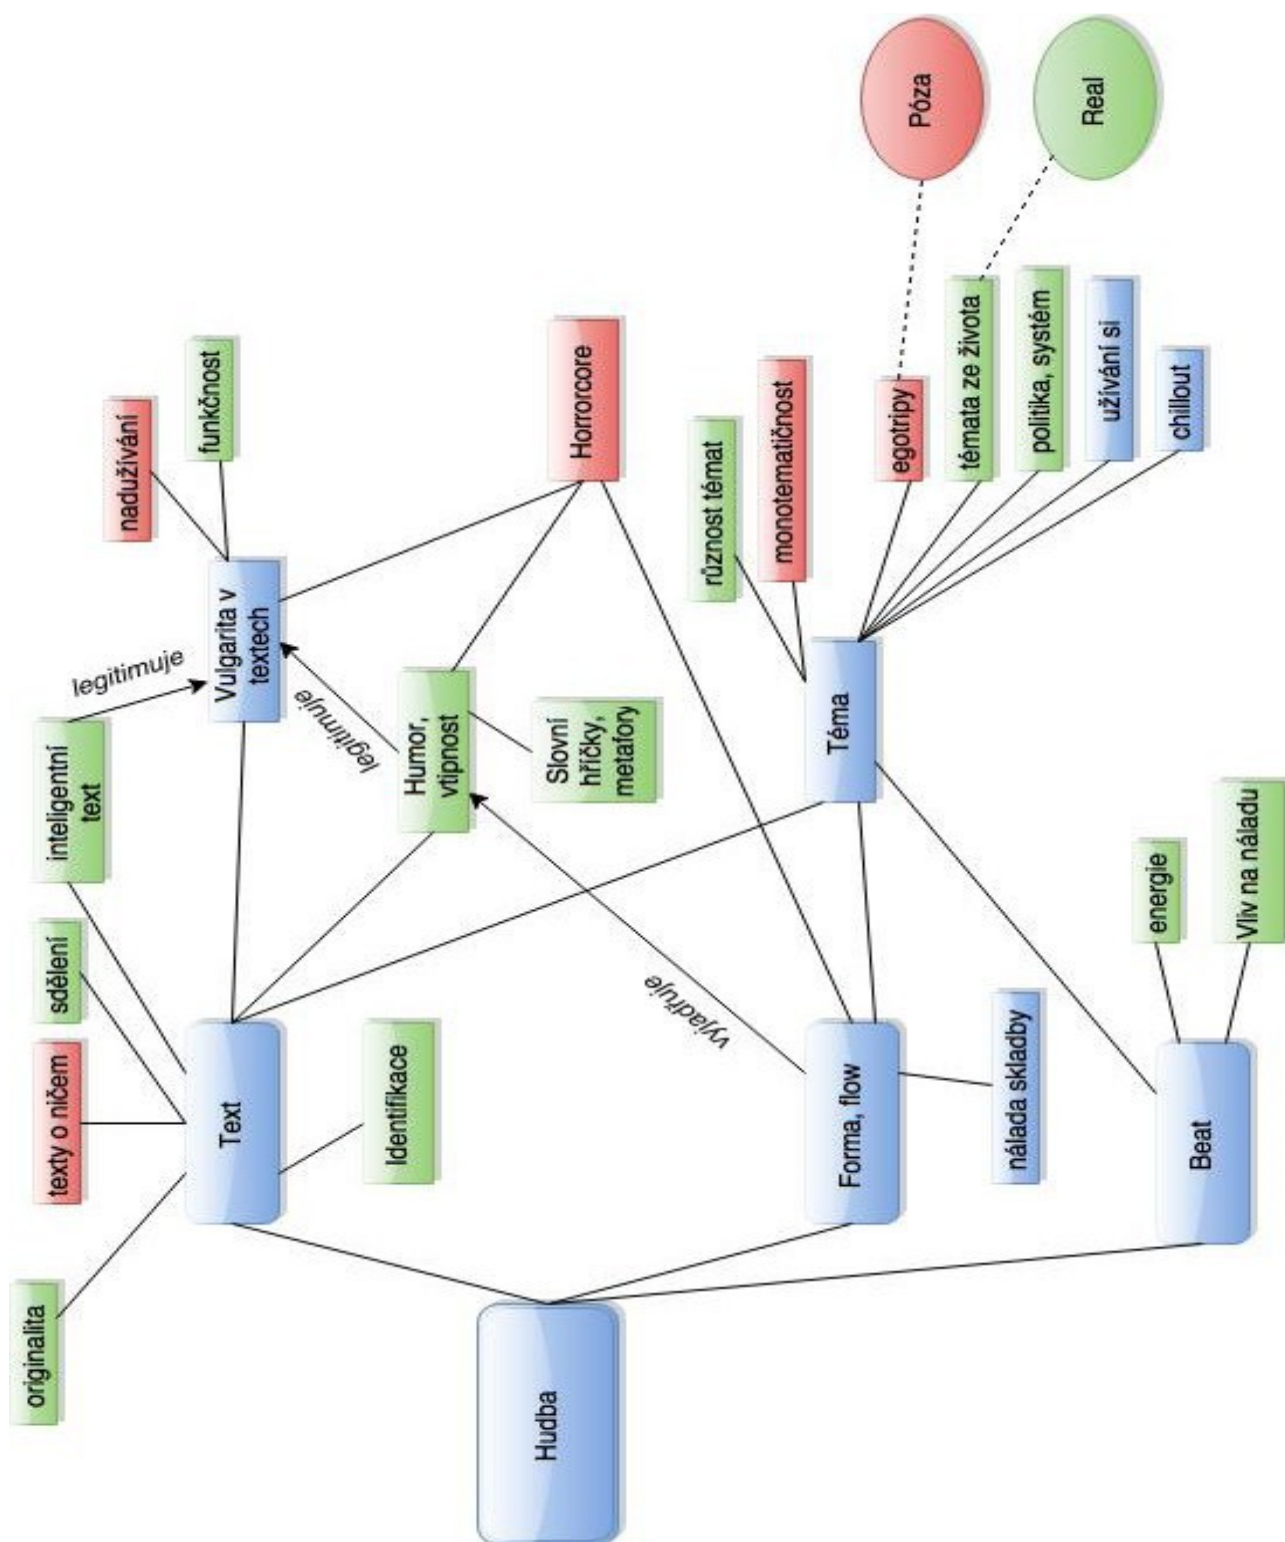 originalita
texty o ničem
sdělení
inteligentní
text
legitimuje
nadužívání
funkčnost
Text
Vulgarita v
textech
legitimuje
Identifikace
Humor,
vtipnost
Slovní
hříčky,
metafory
Horrorcore
Hudba
vyjadřuje
různost témat
monotematičnost
Forma, flow
Téma
egotripy
Póza
témata ze života
Real
nálada skladby
politika, systém
užívání si
chillout
Beat
energie
Vliv na náladu